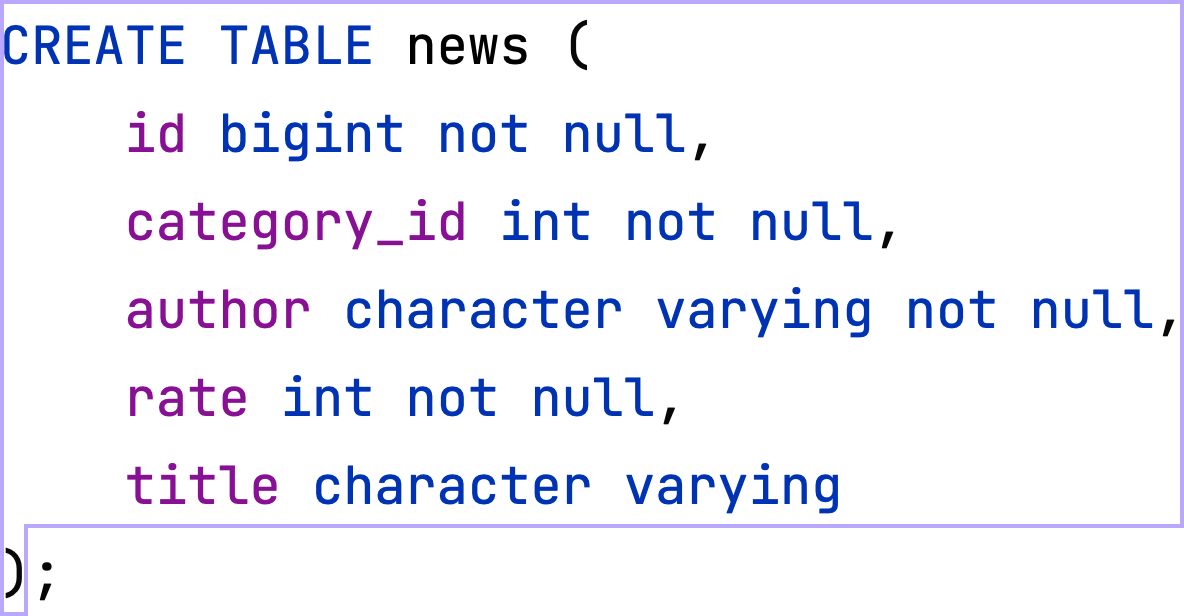 CREATE TABLE news (
    id bigint not null,
    category_id int not null,
    author character varying not null,
    rate int not null,
    title character varying
);